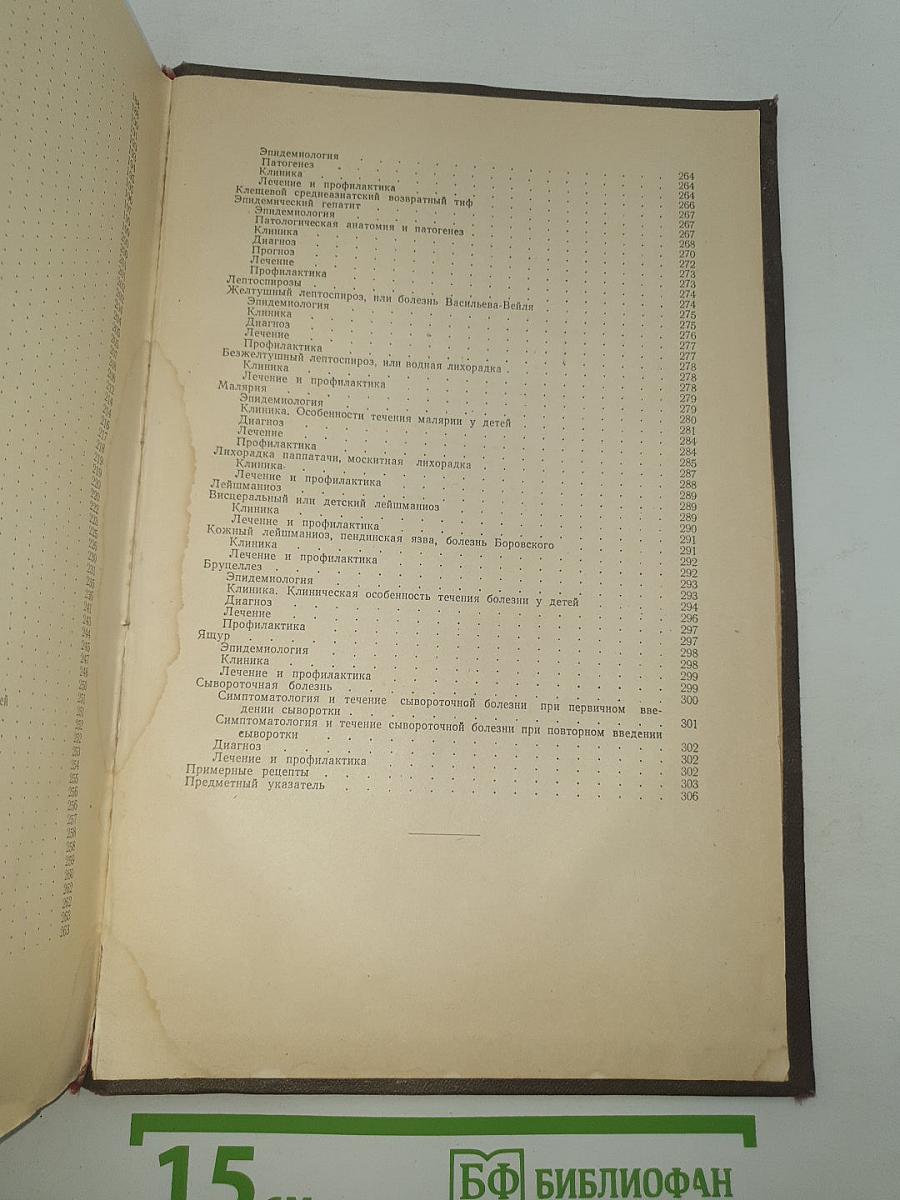 Эпидемиология . . . . . 264
Патогенез . . . . . 264
Клиника . . . . . 264
Лечение и профилактика . . . . . 266
Клещевой среднеазиатский возвратный тиф . . . . . 267
Эпидемический гепатит . . . . . 267
Эпидемиология . . . . . 267
Патологическая анатомия и патогенез . . . . . 268
Клиника . . . . . 270
Диагноз . . . . . 272
Прогноз . . . . . 273
Лечение . . . . . 273
Профилактика . . . . . 274
Лептоспирозы . . . . . 274
Желтушный лептоспироз, или болезнь Васильева-Вейля . . . . . 275
Эпидемиология . . . . . 275
Клиника . . . . . 276
Диагноз . . . . . 277
Лечение . . . . . 277
Профилактика . . . . . 278
Безжелтушный лептоспироз, или водная лихорадка . . . . . 278
Клиника . . . . . 278
Лечение и профилактика . . . . . 279
Малярия . . . . . 279
Эпидемиология . . . . . 280
Клиника. Особенности течения малярии у детей . . . . . 281
Диагноз . . . . . 284
Лечение . . . . . 284
Профилактика . . . . . 285
Лихорадка паппатачи, москитная лихорадка . . . . . 287
Клиника . . . . . 288
Лечение и профилактика . . . . . 289
Лейшманиоз . . . . . 289
Висцеральный или детский лейшманиоз . . . . . 289
Клиника . . . . . 290
Лечение и профилактика . . . . . 291
Кожный лейшманиоз, пендинская язва, болезнь Боровского . . . . . 291
Клиника . . . . . 292
Лечение и профилактика . . . . . 292
Бруцеллез . . . . . 293
Эпидемиология . . . . . 293
Клиника. Клиническая особенность течения болезни у детей . . . . . 294
Диагноз . . . . . 296
Лечение . . . . . 297
Профилактика . . . . . 297
Ящур . . . . . 298
Эпидемиология . . . . . 298
Клиника . . . . . 299
Лечение и профилактика . . . . . 299
Сывороточная болезнь . . . . . 300
Симптоматология и течение сывороточной болезни при первичном вве-
дении сыворотки . . . . . 301
Симптоматология и течение сывороточной болезни при повторном введении
сыворотки . . . . . 302
Диагноз . . . . . 302
Лечение и профилактика . . . . . 302
Примерные рецепты . . . . . 303
Предметный указатель . . . . . 306
15 см
БФ БИБЛИОФАН